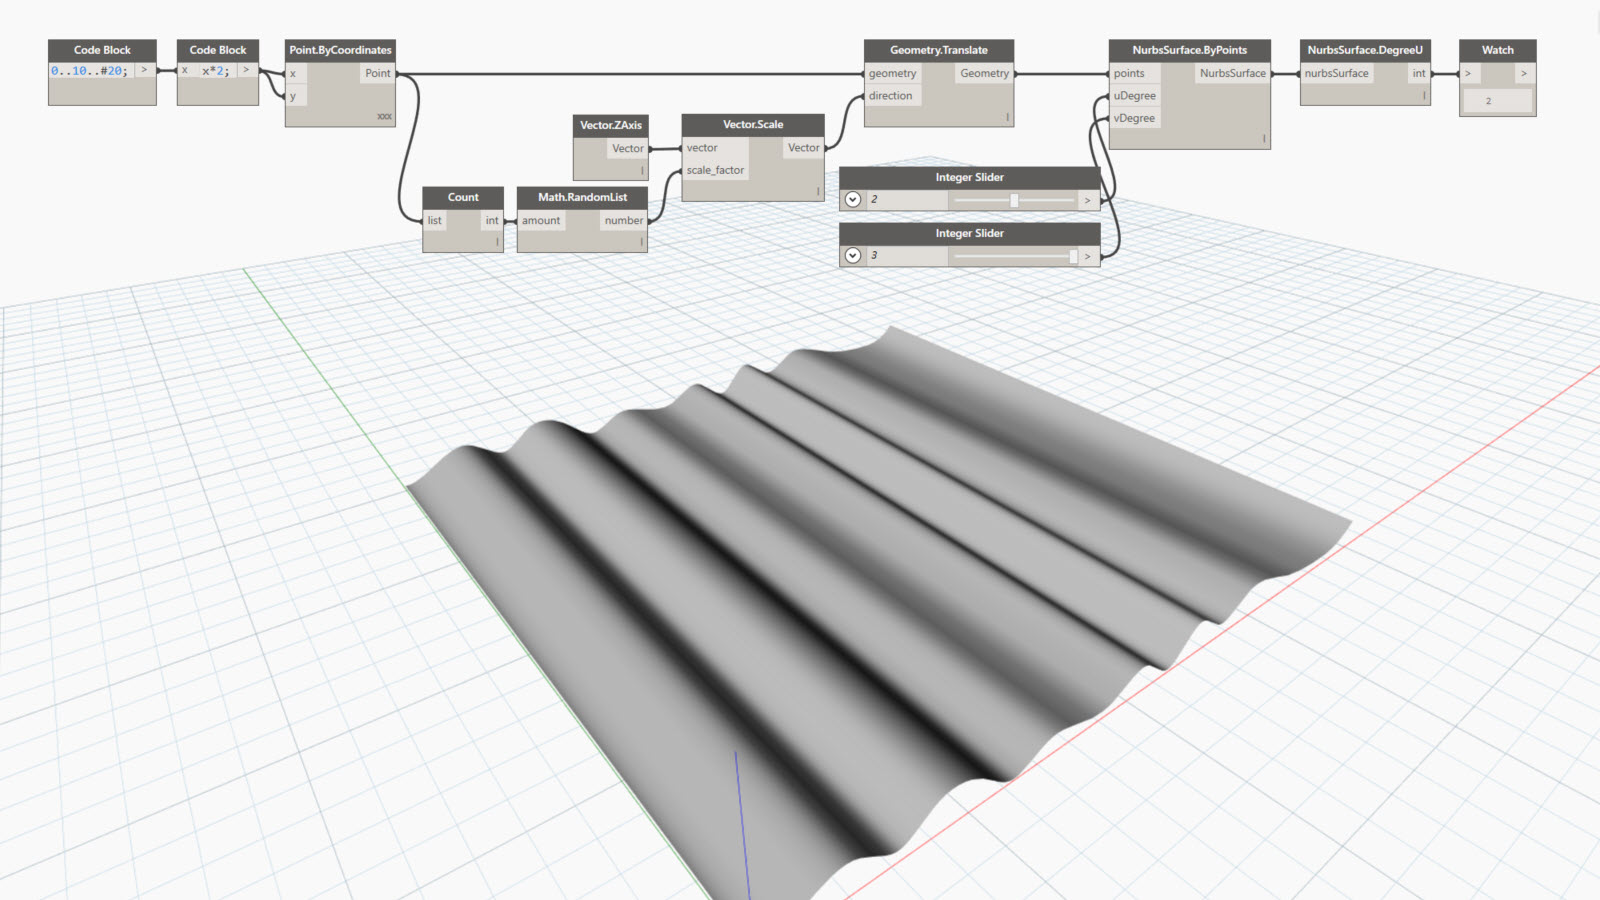 Code Block
0..10..#20; >
Code Block
x x*2; >
Point.ByCoordinates
x Point
y
xxx
Count
list int
l
Math.RandomList
amount number
l
Vector.ZAxis
Vector
l
Vector.Scale
vector Vector
scale_factor
l
Geometry.Translate
geometry Geometry
direction
l
Integer Slider
2 >
Integer Slider
3 >
NurbsSurface.ByPoints
points NurbsSurface
uDegree
vDegree
l
NurbsSurface.DegreeU
nurbsSurface int
l
Watch
> >
2